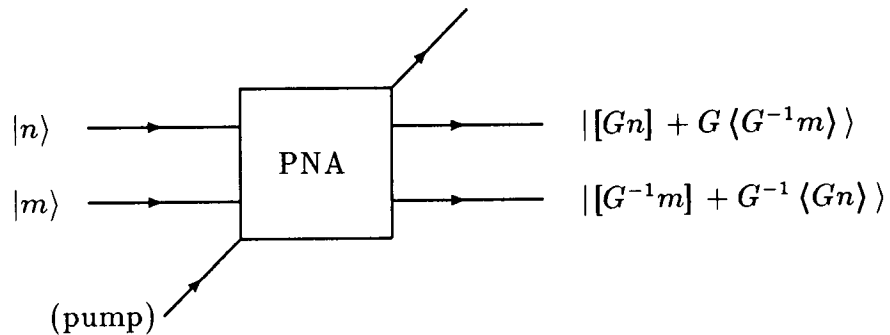 |n⟩ |[Gn] + G⟨G⁻¹m⟩⟩
PNA
|m⟩ |[G⁻¹m] + G⁻¹⟨Gn⟩⟩
(pump)